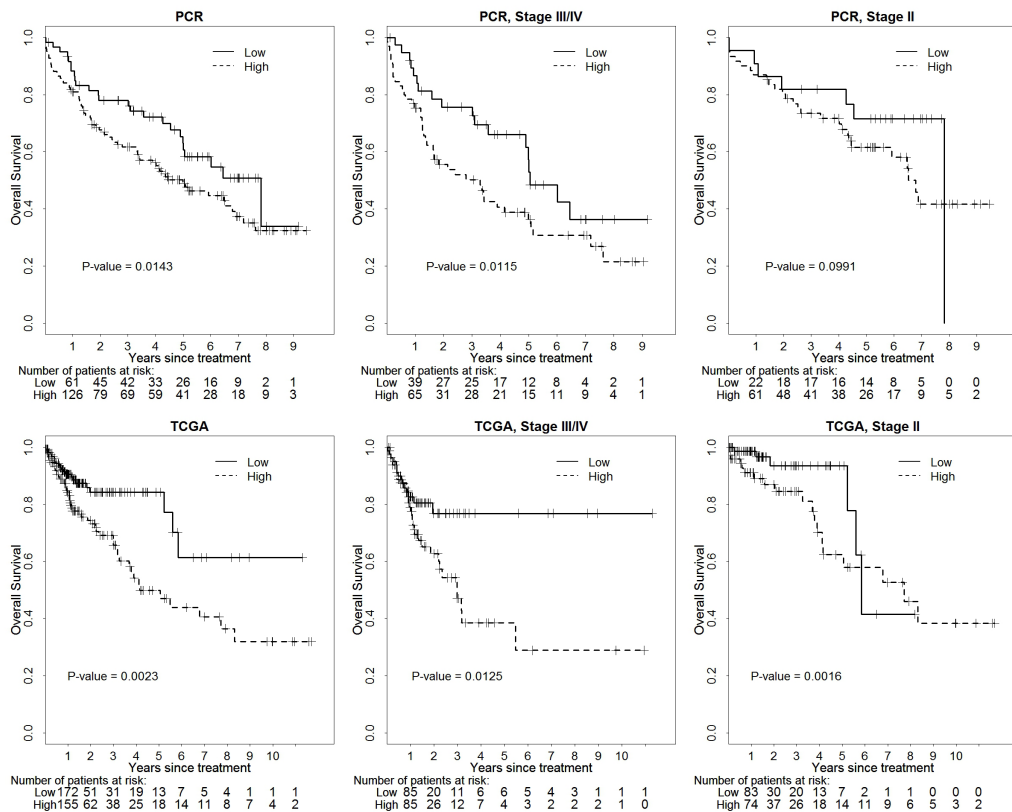 PCR
Overall Survival
0.0 0.2 0.4 0.6 0.8 1.0
Low
High
P-value = 0.0143
1 2 3 4 5 6 7 8 9
Years since treatment
Number of patients at risk:
Low 61 45 42 33 26 16 9 2 1
High 126 79 69 59 41 28 18 9 3
PCR, Stage III/IV
Overall Survival
0.0 0.2 0.4 0.6 0.8 1.0
Low
High
P-value = 0.0115
1 2 3 4 5 6 7 8 9
Years since treatment
Number of patients at risk:
Low 39 27 25 17 12 8 4 2 1
High 65 31 28 21 15 11 9 4 1
PCR, Stage II
Overall Survival
0.0 0.2 0.4 0.6 0.8 1.0
Low
High
P-value = 0.0991
1 2 3 4 5 6 7 8 9
Years since treatment
Number of patients at risk:
Low 22 18 17 16 14 8 5 0 0
High 61 48 41 38 26 17 9 5 2
TCGA
Overall Survival
0.0 0.2 0.4 0.6 0.8 1.0
Low
High
P-value = 0.0023
1 2 3 4 5 6 7 8 9 10
Years since treatment
Number of patients at risk:
Low 172 51 31 19 13 7 5 4 1 1 1
High 155 62 38 25 18 14 11 8 7 4 2
TCGA, Stage III/IV
Overall Survival
0.0 0.2 0.4 0.6 0.8 1.0
Low
High
P-value = 0.0125
1 2 3 4 5 6 7 8 9 10
Years since treatment
Number of patients at risk:
Low 85 20 11 6 6 5 4 3 1 1 1
High 85 26 12 7 4 3 2 2 2 1 0
TCGA, Stage II
Overall Survival
0.0 0.2 0.4 0.6 0.8 1.0
Low
High
P-value = 0.0016
1 2 3 4 5 6 7 8 9 10
Years since treatment
Number of patients at risk:
Low 83 30 20 13 7 2 1 1 0 0 0